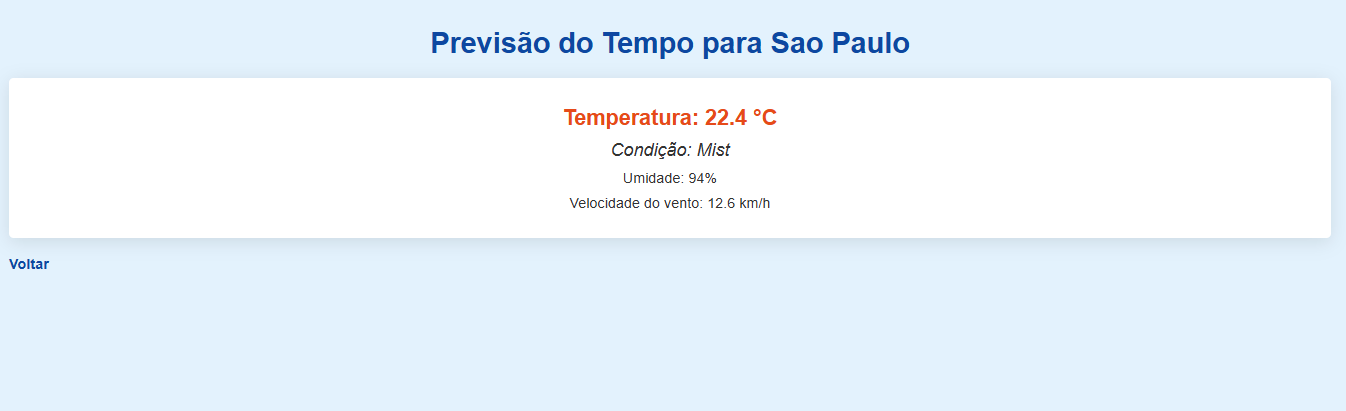 Previsão do Tempo para Sao Paulo
Temperatura: 22.4 °C
Condição: Mist
Umidade: 94%
Velocidade do vento: 12.6 km/h
Voltar